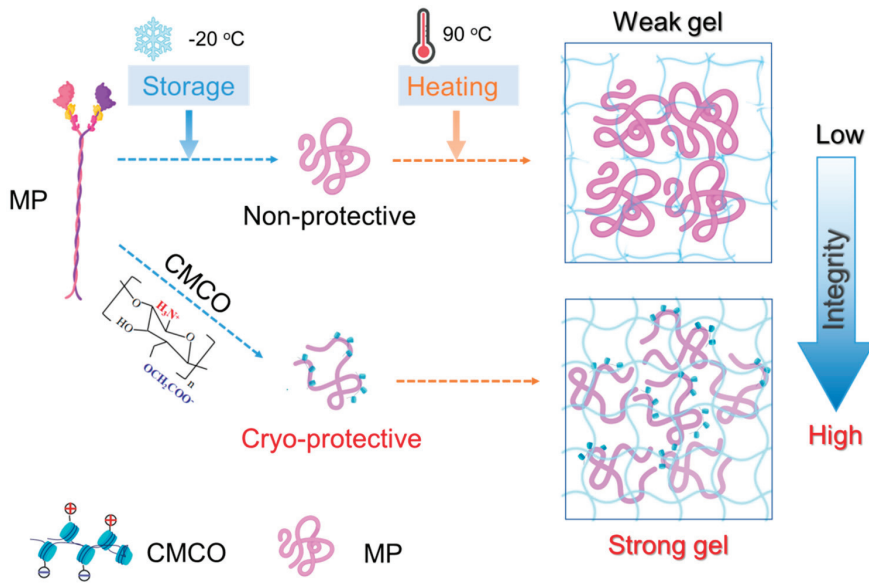 -20 °C
Storage
90 °C
Heating
Weak gel
MP
Non-protective
Low
Integrity
High
CMCO
H₃N⁺
O
O
HO
O
n
OCH₂COO⁻
Cryo-protective
Strong gel
CMCO
MP